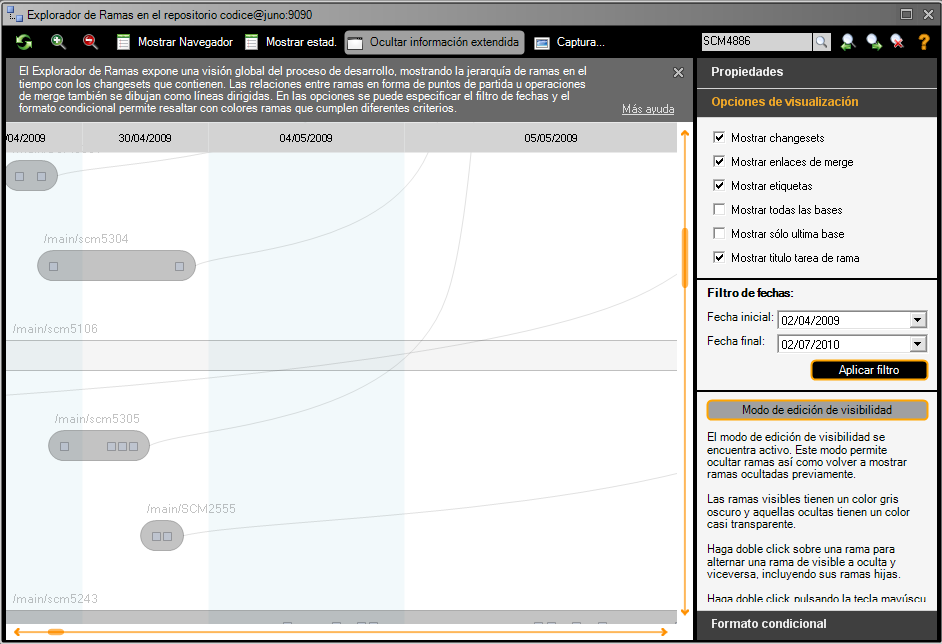 Explorador de Ramas en el repositorio codice@juno:9090
Mostrar Navegador
Mostrar estad.
Ocultar información extendida
Captura...
SCM4886
El Explorador de Ramas expone una visión global del proceso de desarrollo, mostrando la jerarquía de ramas en el
tiempo con los changesets que contienen. Las relaciones entre ramas en forma de puntos de partida u operaciones
de merge también se dibujan como líneas dirigidas. En las opciones se puede especificar el filtro de fechas y el
formato condicional permite resaltar con colores ramas que cumplen diferentes criterios.
Más ayuda
/04/2009
30/04/2009
04/05/2009
05/05/2009
/main/scm5304
/main/scm5106
/main/scm5305
/main/SCM2555
/main/scm5243
Propiedades
Opciones de visualización
Mostrar changesets
Mostrar enlaces de merge
Mostrar etiquetas
Mostrar todas las bases
Mostrar sólo ultima base
Mostrar titulo tarea de rama
Filtro de fechas:
Fecha inicial: 02/04/2009
Fecha final: 02/07/2010
Aplicar filtro
Modo de edición de visibilidad
El modo de edición de visibilidad se
encuentra activo. Este modo permite
ocultar ramas así como volver a mostrar
ramas ocultadas previamente.
Las ramas visibles tienen un color gris
oscuro y aquellas ocultas tienen un color
casi transparente.
Haga doble click sobre una rama para
alternar una rama de visible a oculta y
viceversa, incluyendo sus ramas hijas.
Haga doble click pulsando la tecla mayúscu
Formato condicional